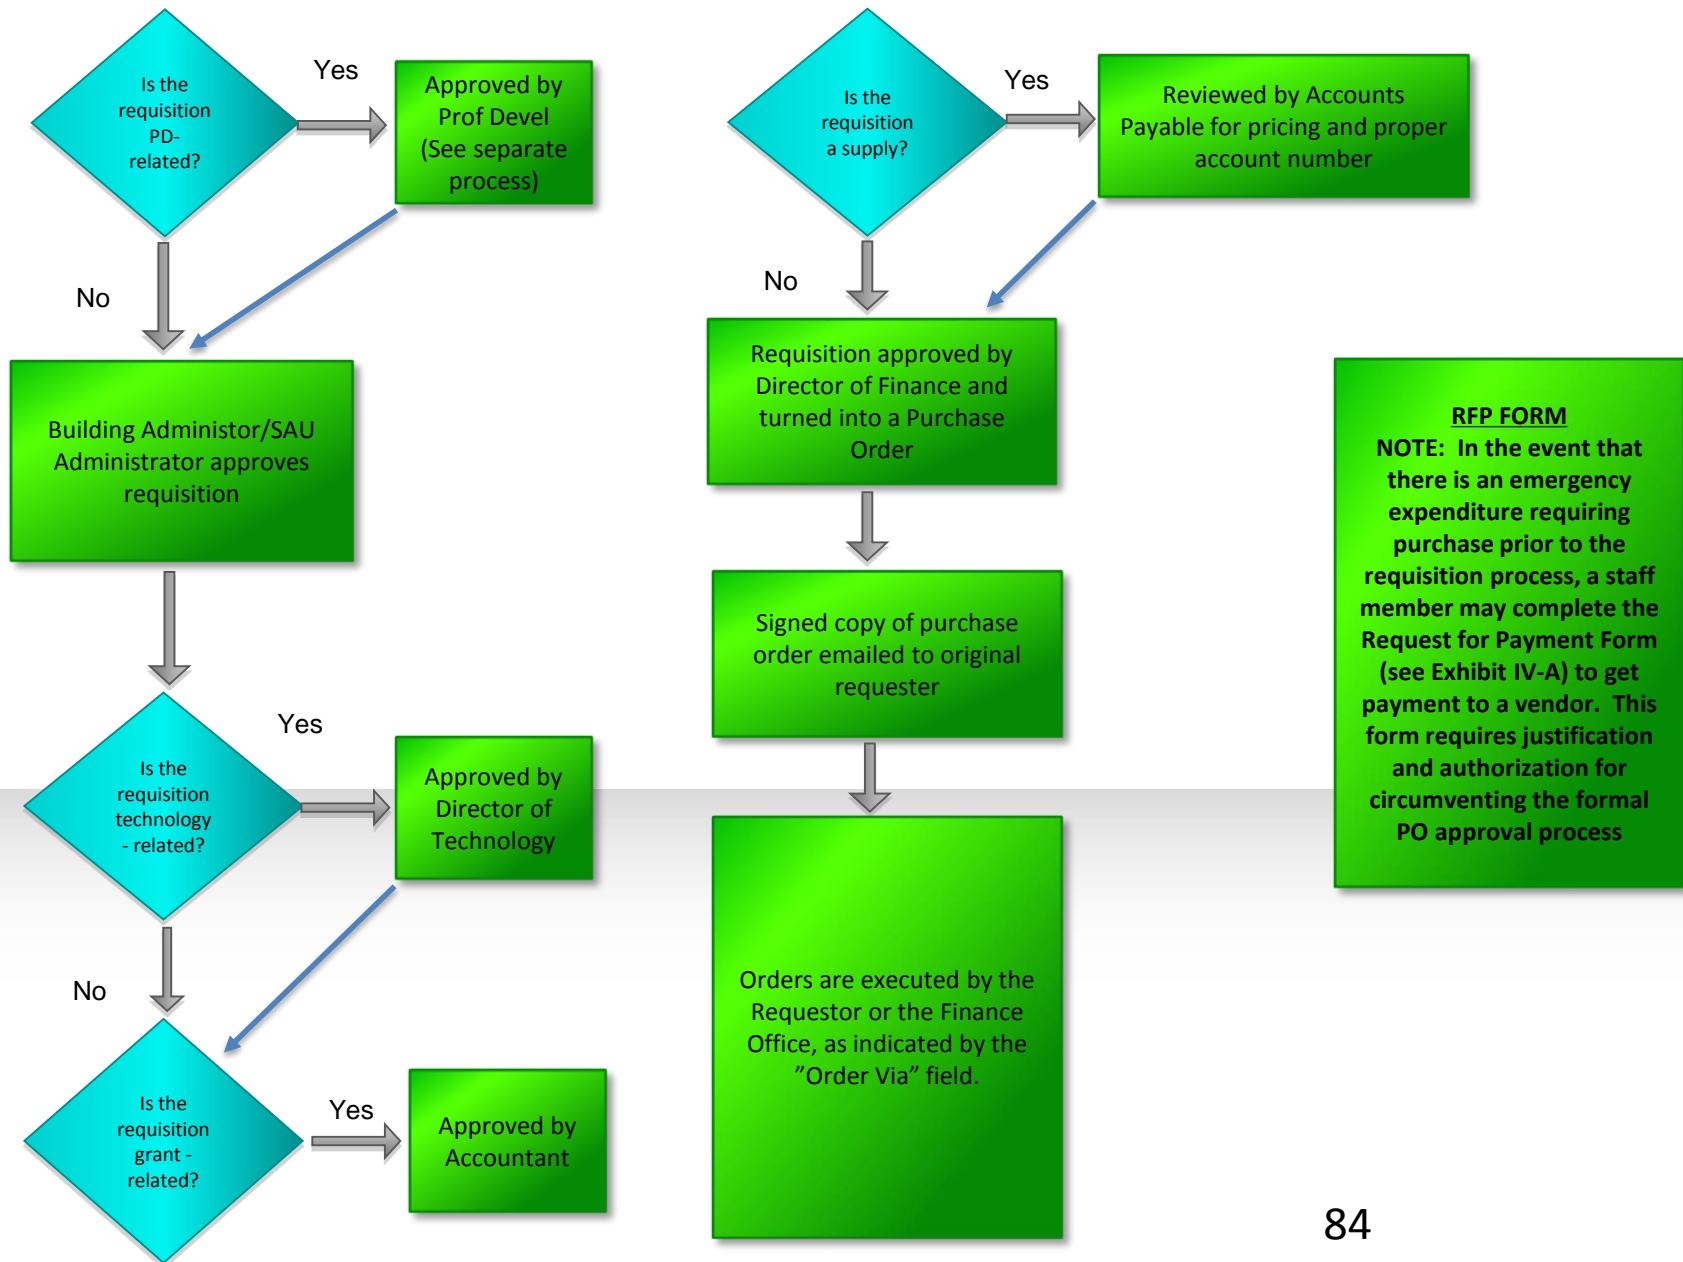 Is the
requisition
PD-
related?
Yes
Approved by
Prof Devel
(See separate
process)
No
Building Administor/SAU
Administrator approves
requisition
Is the
requisition
technology
- related?
Yes
Approved by
Director of
Technology
No
Is the
requisition
grant -
related?
Yes
Approved by
Accountant
Is the
requisition
a supply?
Yes
Reviewed by Accounts
Payable for pricing and proper
account number
No
Requisition approved by
Director of Finance and
turned into a Purchase
Order
Signed copy of purchase
order emailed to original
requester
Orders are executed by the
Requestor or the Finance
Office, as indicated by the
”Order Via” field.
RFP FORM
NOTE:  In the event that
there is an emergency
expenditure requiring
purchase prior to the
requisition process, a staff
member may complete the
Request for Payment Form
(see Exhibit IV-A) to get
payment to a vendor.  This
form requires justification
and authorization for
circumventing the formal
PO approval process
84